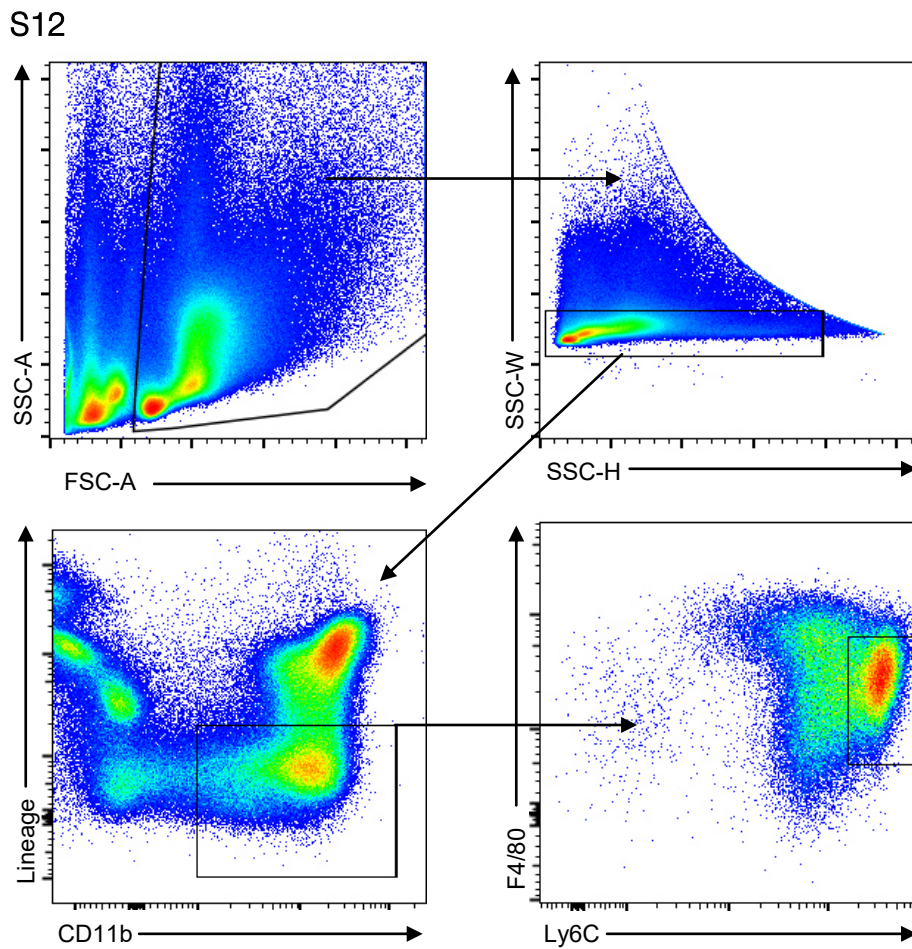 S12
SSC-A
FSC-A
SSC-W
SSC-H
Lineage
CD11b
F4/80
Ly6C